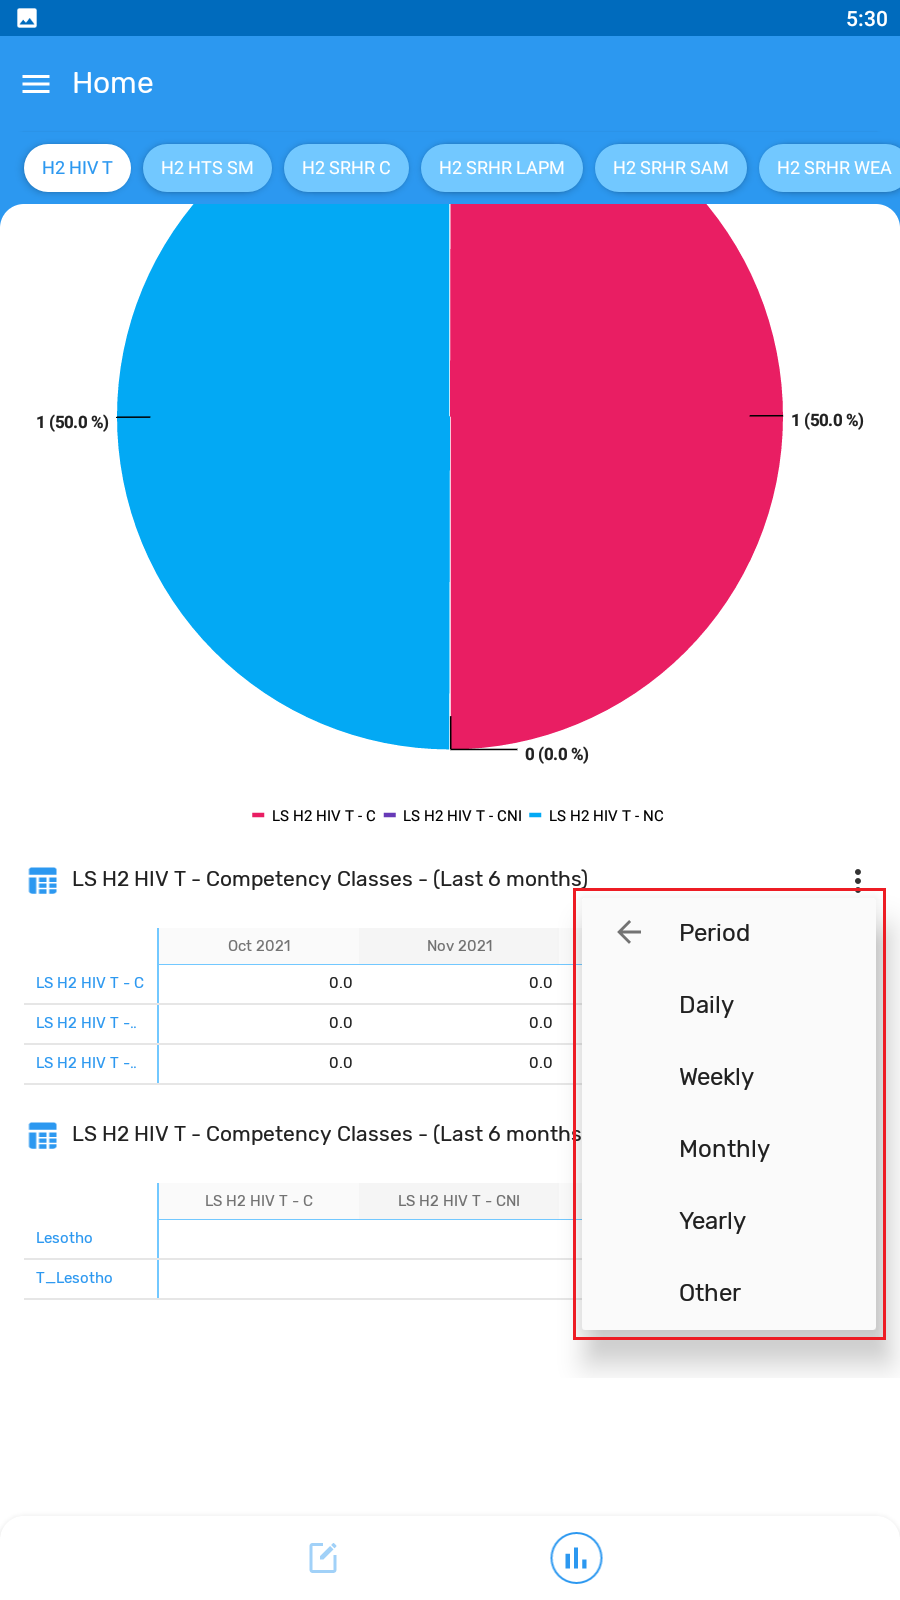 5:30
Home
H2 HIV T
H2 HTS SM
H2 SRHR C
H2 SRHR LAPM
H2 SRHR SAM
H2 SRHR WEA
1 (50.0 %)
1 (50.0 %)
0 (0.0 %)
LS H2 HIV T - C
LS H2 HIV T - CNI
LS H2 HIV T - NC
LS H2 HIV T - Competency Classes - (Last 6 months)
Oct 2021
Nov 2021
LS H2 HIV T - C
0.0
0.0
LS H2 HIV T -..
0.0
0.0
LS H2 HIV T -..
0.0
0.0
LS H2 HIV T - Competency Classes - (Last 6 months
LS H2 HIV T - C
LS H2 HIV T - CNI
Lesotho
T_Lesotho
Period
Daily
Weekly
Monthly
Yearly
Other